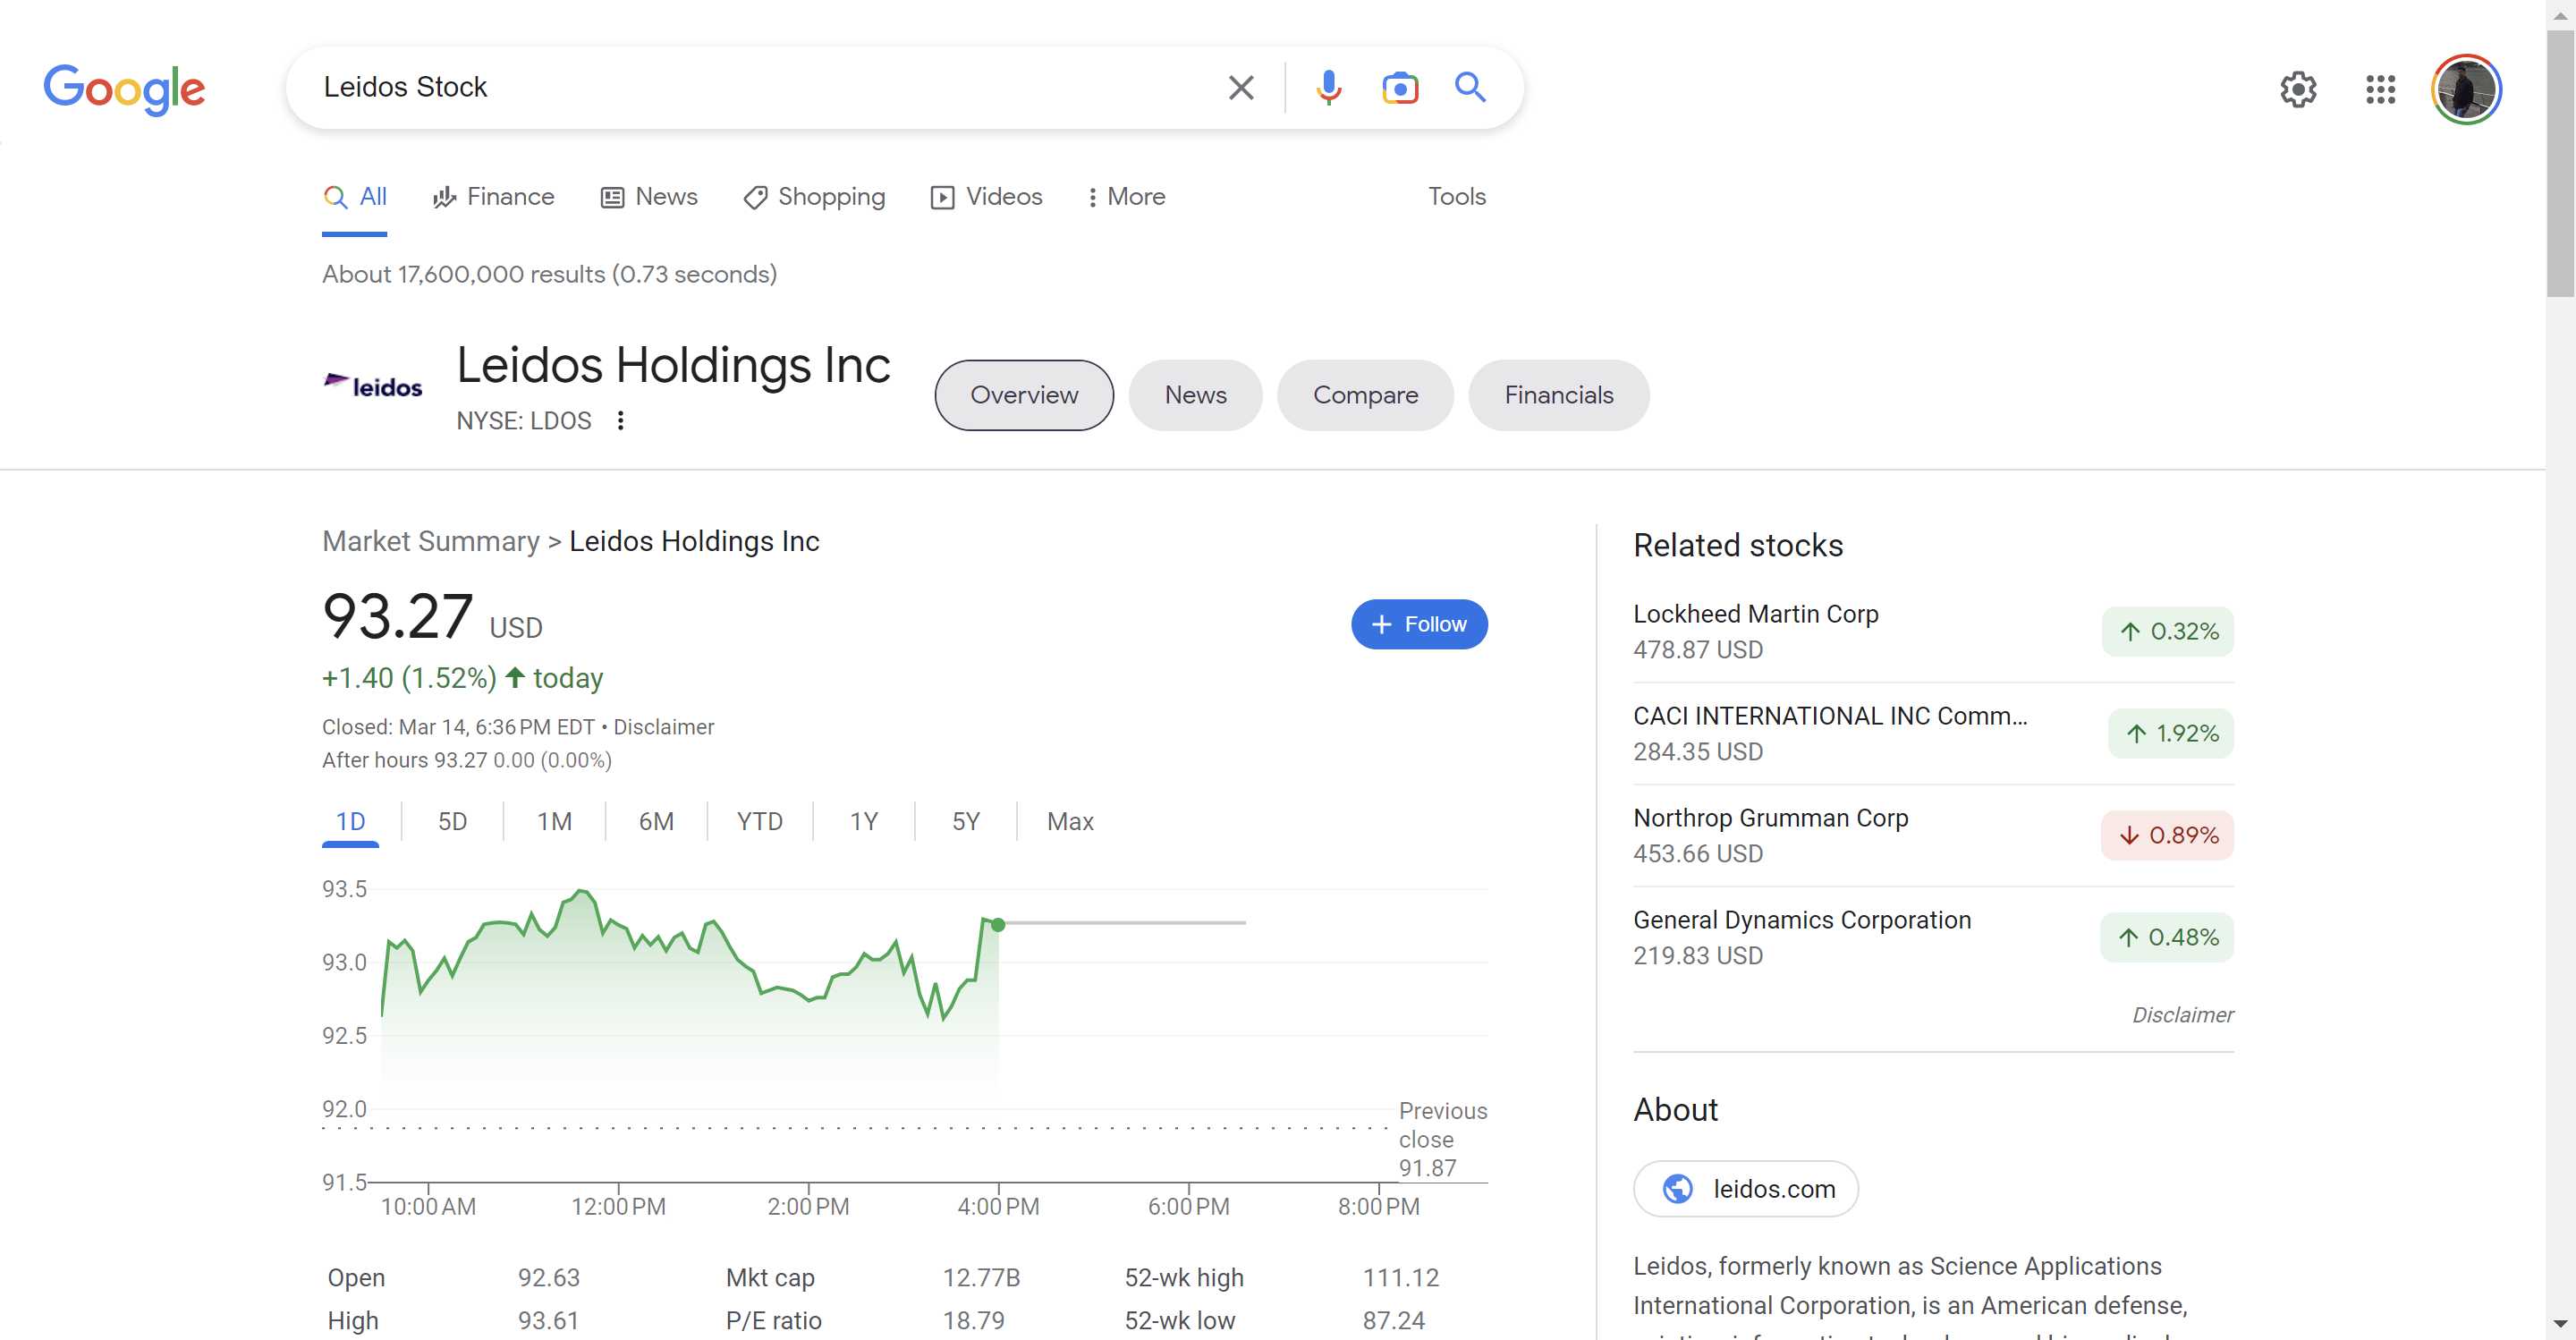 Google
Leidos Stock
All
Finance
News
Shopping
Videos
More
Tools
About 17,600,000 results (0.73 seconds)
leidos
Leidos Holdings Inc
NYSE: LDOS
Overview
News
Compare
Financials
Market Summary > Leidos Holdings Inc
93.27 USD
+ Follow
+1.40 (1.52%) today
Closed: Mar 14, 6:36 PM EDT • Disclaimer
After hours 93.27 0.00 (0.00%)
1D 5D 1M 6M YTD 1Y 5Y Max
93.5
93.0
92.5
92.0
91.5
Previous
close
91.87
10:00 AM 12:00 PM 2:00 PM 4:00 PM 6:00 PM 8:00 PM
Open 92.63 Mkt cap 12.77B 52-wk high 111.12
High 93.61 P/E ratio 18.79 52-wk low 87.24
Related stocks
Lockheed Martin Corp
478.87 USD
0.32%
CACI INTERNATIONAL INC Comm...
284.35 USD
1.92%
Northrop Grumman Corp
453.66 USD
0.89%
General Dynamics Corporation
219.83 USD
0.48%
Disclaimer
About
leidos.com
Leidos, formerly known as Science Applications
International Corporation, is an American defense,